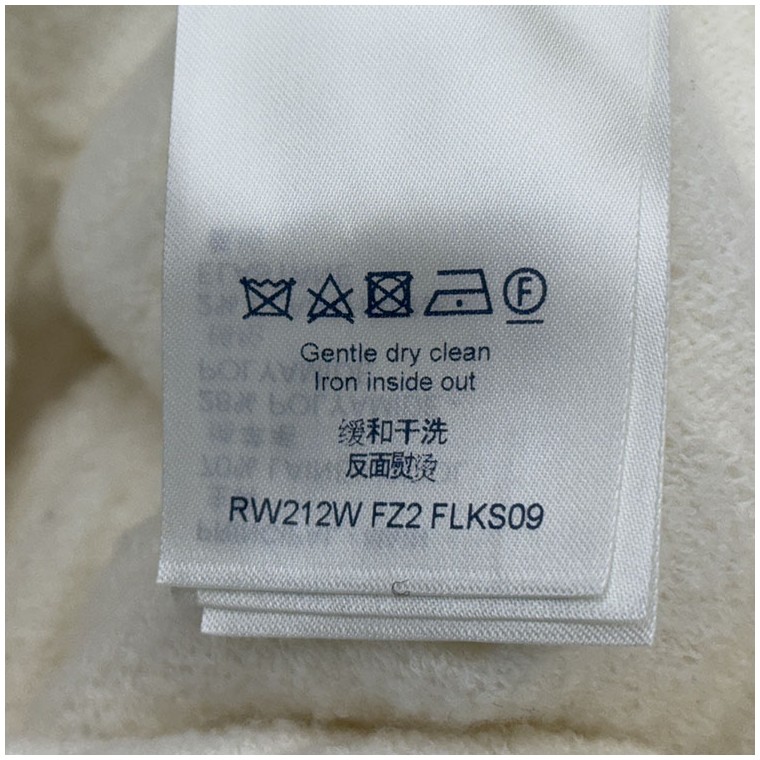 F
Gentle dry clean
Iron inside out
缓和干洗
反面熨烫
RW212W FZ2 FLKS09